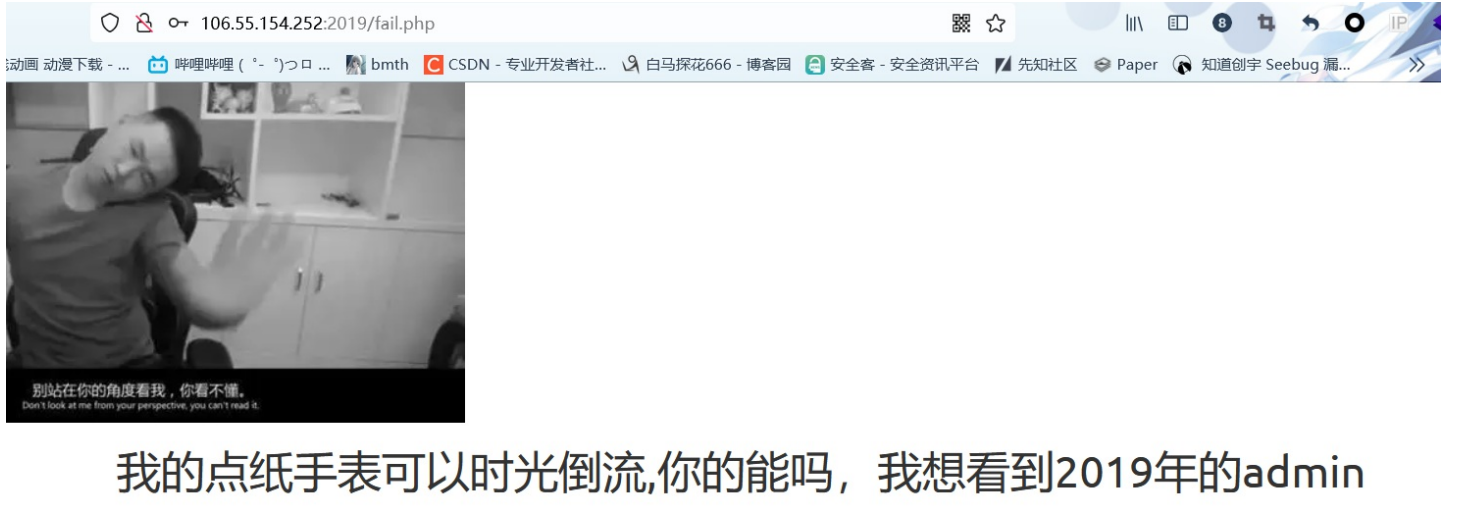 106.55.154.252:2019/fail.php
8
IP
动画 动漫下载 - ... 哔哩哔哩 ( ゜- ゜)つロ ... bmth CSDN - 专业开发者社... 白马探花666 - 博客园 安全客 - 安全资讯平台 先知社区 Paper 知道创宇 Seebug 漏... »
别站在你的角度看我，你看不懂。
Don't look at me from your perspective, you can't read it.
我的点纸手表可以时光倒流,你的能吗，我想看到2019年的admin